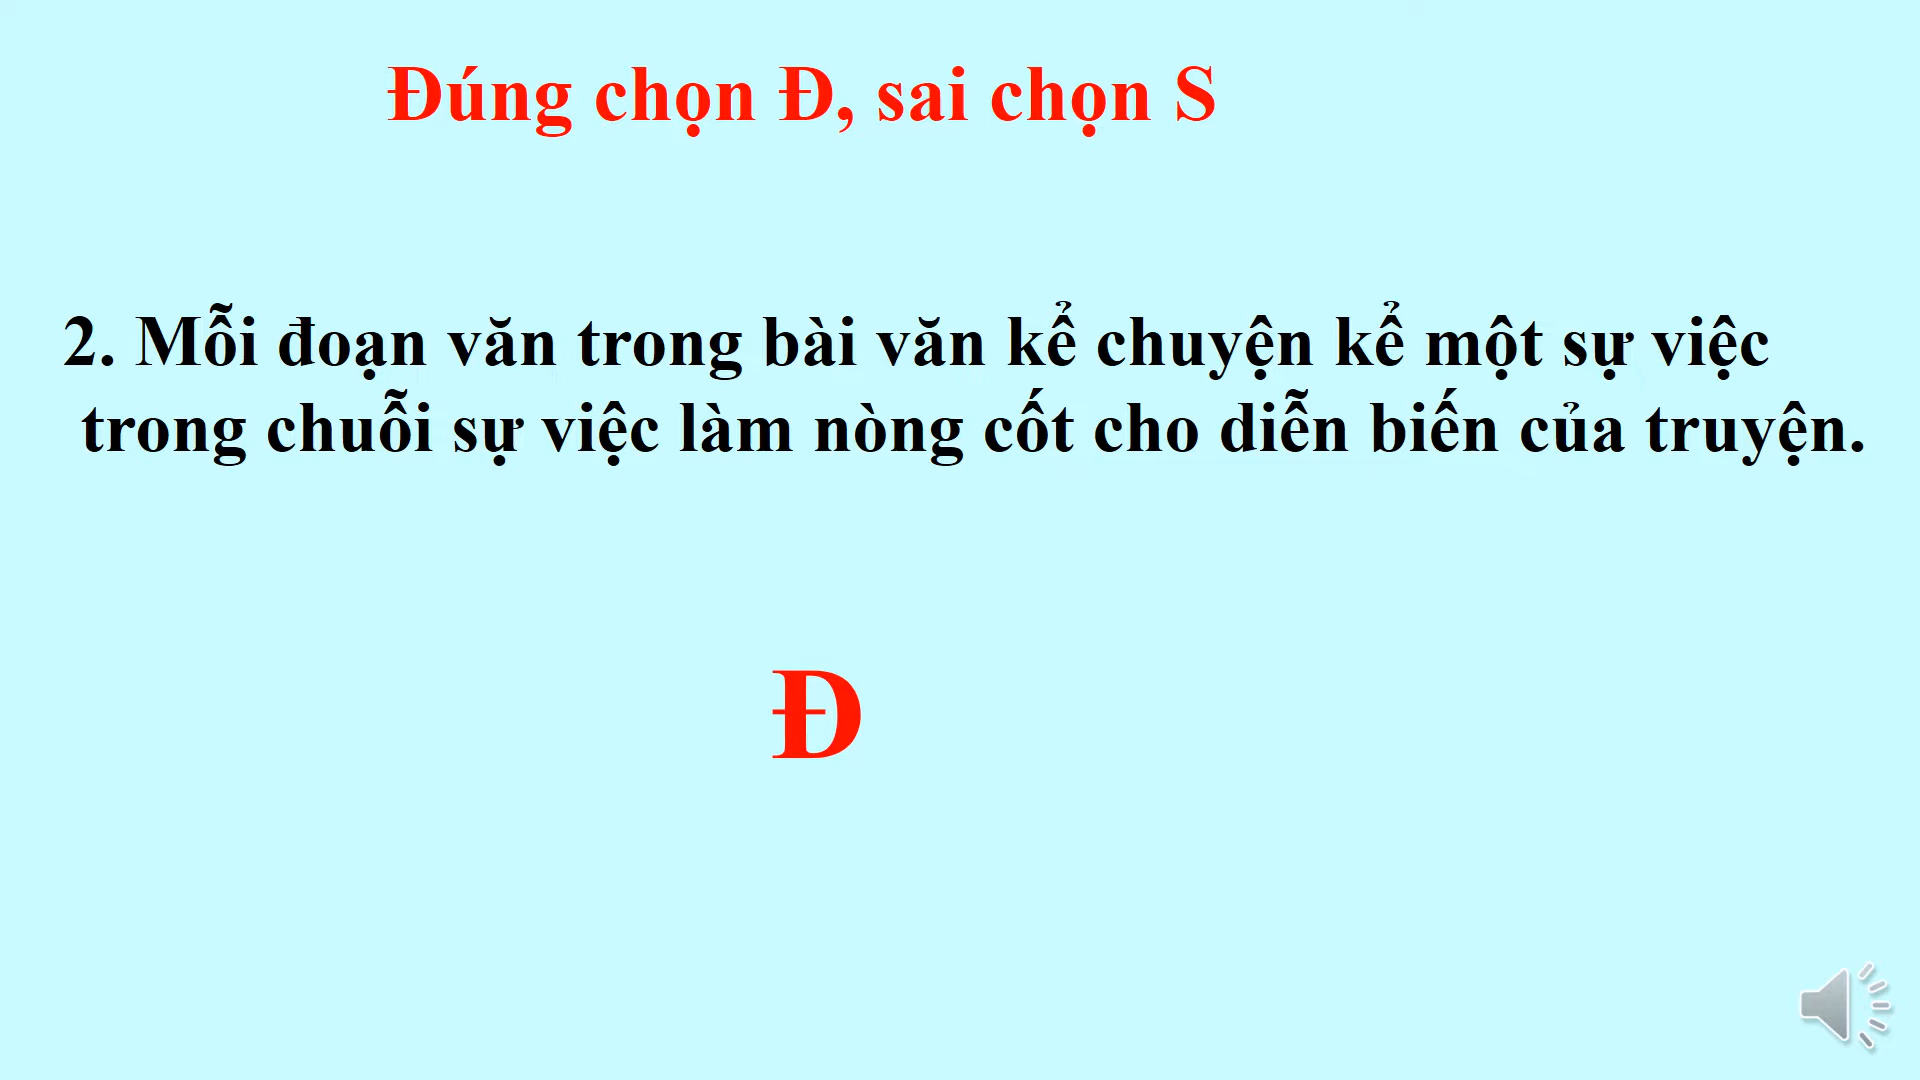 Đúng chọn Đ, sai chọn S
2. Mỗi đoạn văn trong bài văn kể chuyện kể một sự việc
trong chuỗi sự việc làm nòng cốt cho diễn biến của truyện.
Đ